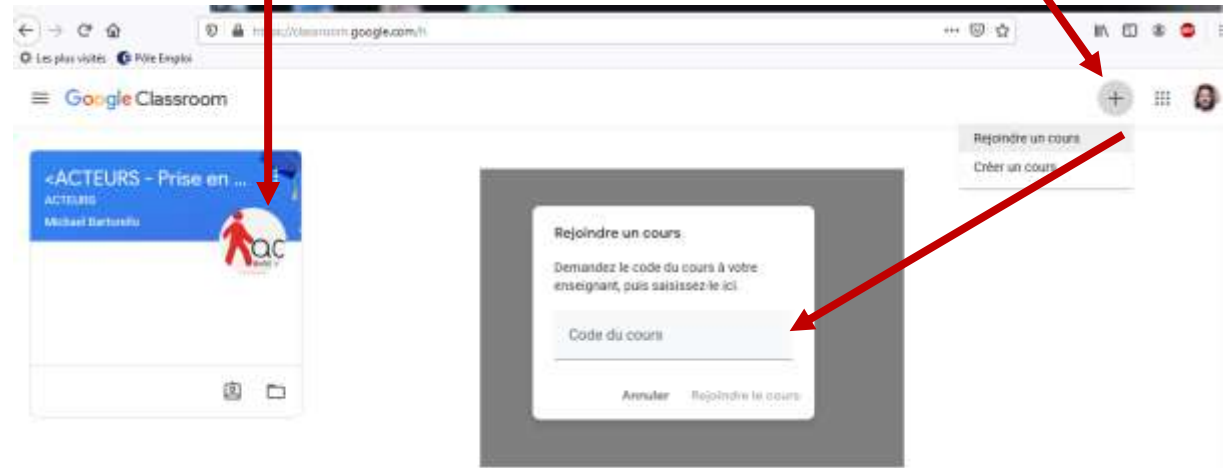 https://classroom.google.com/h
Les plus visités Pôle Emploi
Google Classroom
Rejoindre un cours
Créer un cours
<ACTEURS - Prise en ...
ACTEURS
ac
Rejoindre un cours
Demandez le code du cours à votre
enseignant, puis saisissez-le ici.
Code du cours
Annuler Rejoindre le cours